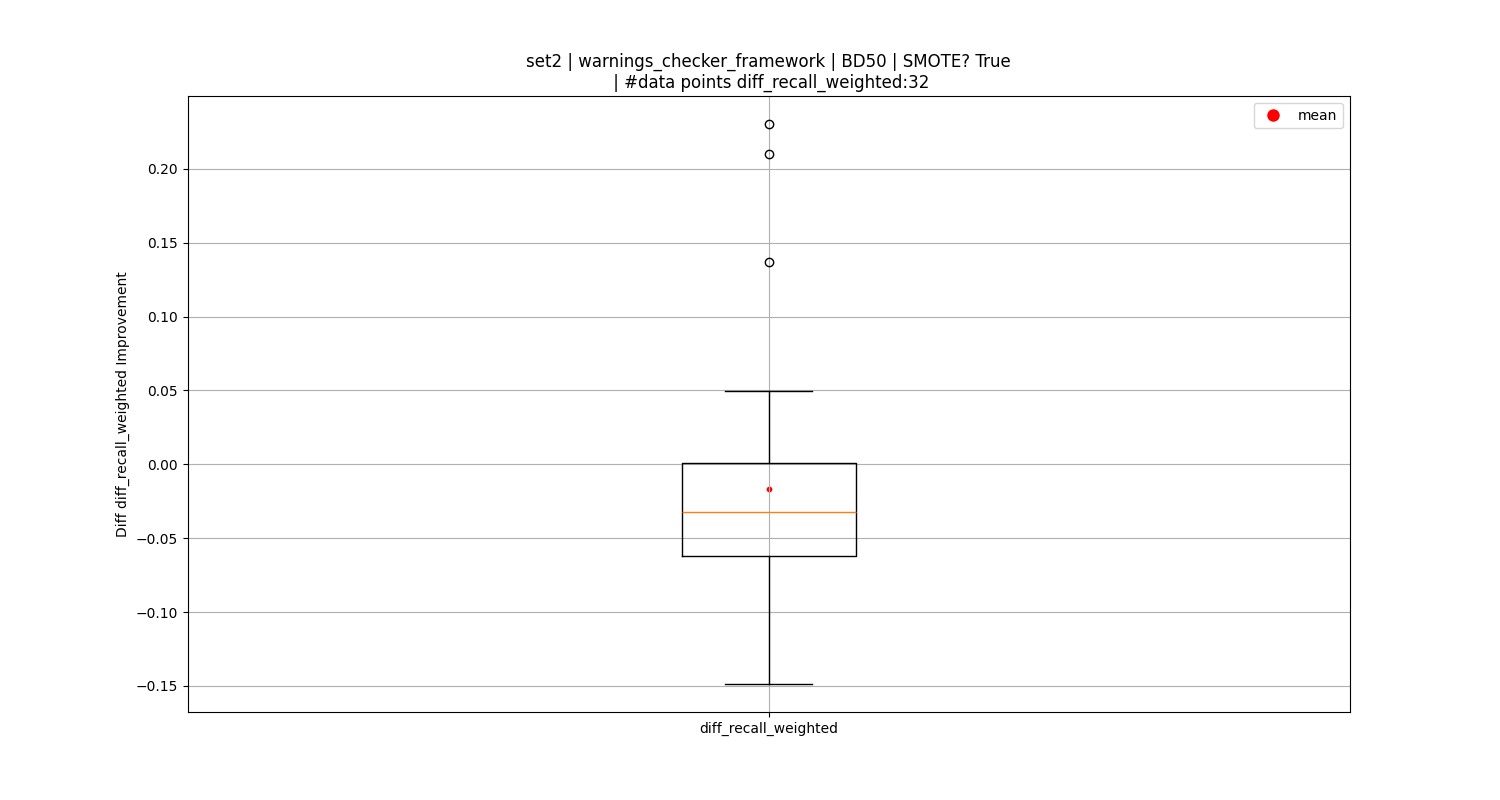 set2 | warnings_checker_framework | BD50 | SMOTE? True
| #data points diff_recall_weighted:32
mean
0.20
0.15
0.10
0.05
0.00
−0.05
−0.10
−0.15
Diff diff_recall_weighted Improvement
diff_recall_weighted